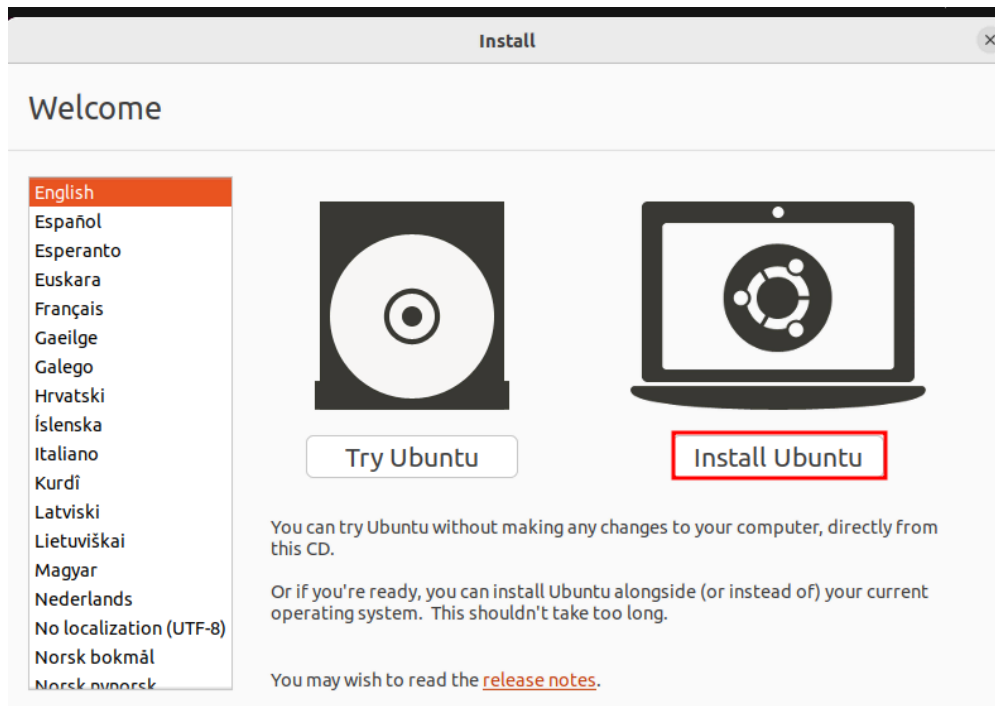 Install
Welcome
English
Español
Esperanto
Euskara
Français
Gaeilge
Galego
Hrvatski
Íslenska
Italiano
Kurdî
Latviski
Lietuviškai
Magyar
Nederlands
No localization (UTF-8)
Norsk bokmål
Norsk nynorsk
Try Ubuntu
Install Ubuntu
You can try Ubuntu without making any changes to your computer, directly from
this CD.
Or if you're ready, you can install Ubuntu alongside (or instead of) your current
operating system. This shouldn't take too long.
You may wish to read the release notes.